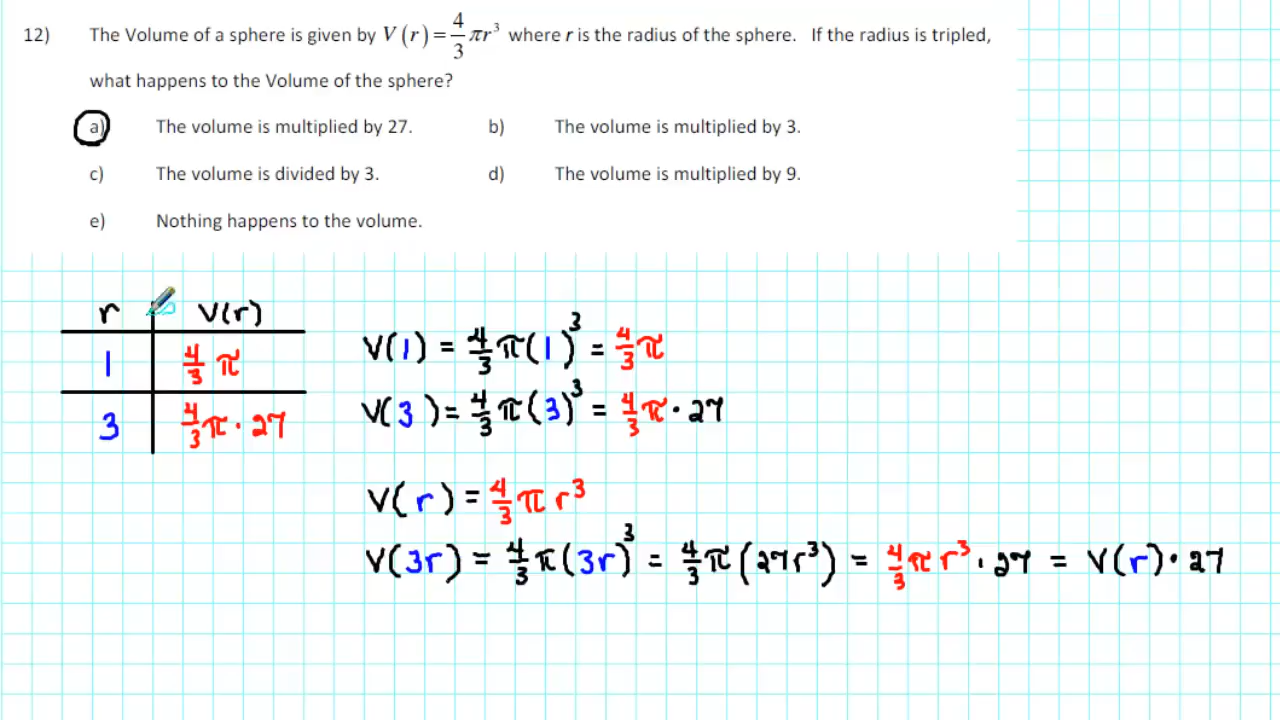 12) The Volume of a sphere is given by V(r) = 4/3 πr³ where r is the radius of the sphere. If the radius is tripled,
what happens to the Volume of the sphere?
a) The volume is multiplied by 27. b) The volume is multiplied by 3.
c) The volume is divided by 3. d) The volume is multiplied by 9.
e) Nothing happens to the volume.
r V(r)
1 4/3 π
3 4/3 π · 27
V(1) = 4/3 π(1)³ = 4/3 π
V(3) = 4/3 π(3)³ = 4/3 π · 27
V(r) = 4/3 π r³
V(3r) = 4/3 π(3r)³ = 4/3 π(27r³) = 4/3 π r³ · 27 = V(r) · 27